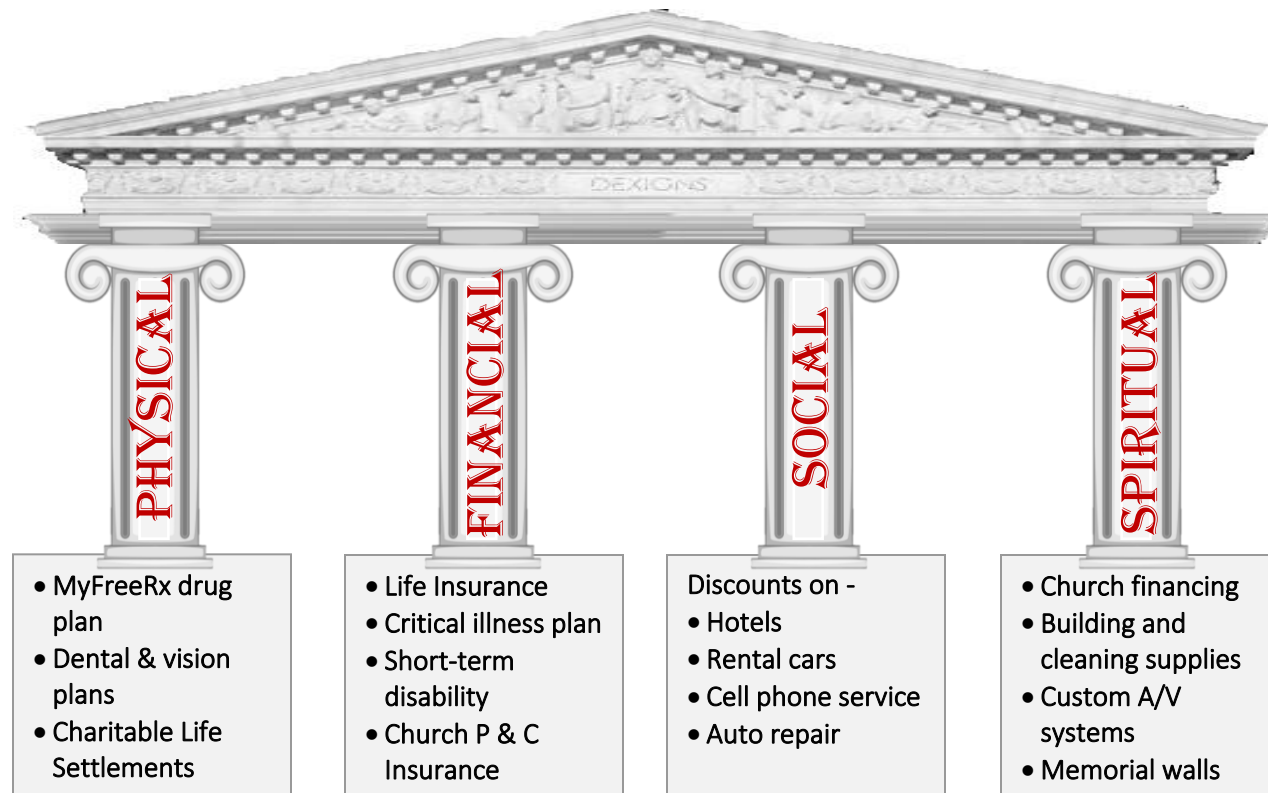 DEXIONS
PHYSICAL
FINANCIAL
SOCIAL
SPIRITUAL
• MyFreeRx drug
plan
• Dental & vision
plans
• Charitable Life
Settlements
• Life Insurance
• Critical illness plan
• Short-term
disability
• Church P & C
Insurance
Discounts on -
• Hotels
• Rental cars
• Cell phone service
• Auto repair
• Church financing
• Building and
cleaning supplies
• Custom A/V
systems
• Memorial walls